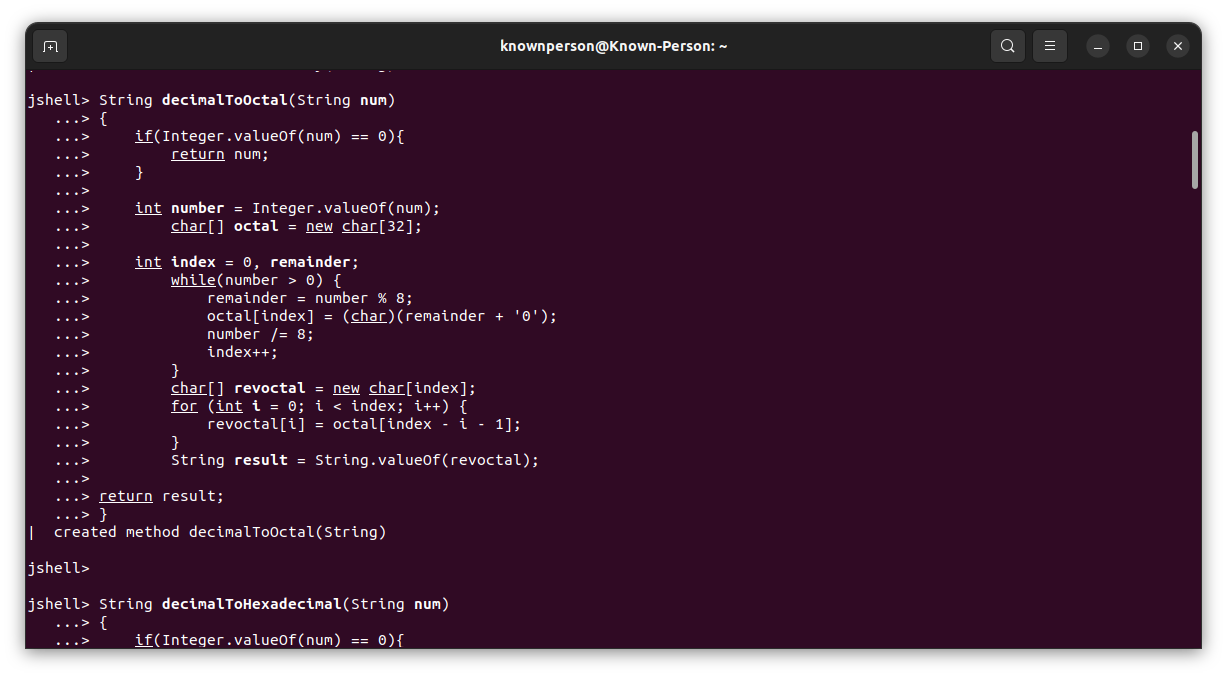 knownperson@Known-Person: ~
jshell> String decimalToOctal(String num)
   ...> {
   ...>     if(Integer.valueOf(num) == 0){
   ...>         return num;
   ...>     }
   ...>
   ...>     int number = Integer.valueOf(num);
   ...>         char[] octal = new char[32];
   ...>
   ...>     int index = 0, remainder;
   ...>         while(number > 0) {
   ...>             remainder = number % 8;
   ...>             octal[index] = (char)(remainder + '0');
   ...>             number /= 8;
   ...>             index++;
   ...>         }
   ...>         char[] revoctal = new char[index];
   ...>         for (int i = 0; i < index; i++) {
   ...>             revoctal[i] = octal[index - i - 1];
   ...>         }
   ...>         String result = String.valueOf(revoctal);
   ...>
   ...> return result;
   ...> }
|  created method decimalToOctal(String)
jshell>
jshell> String decimalToHexadecimal(String num)
   ...> {
   ...>     if(Integer.valueOf(num) == 0){